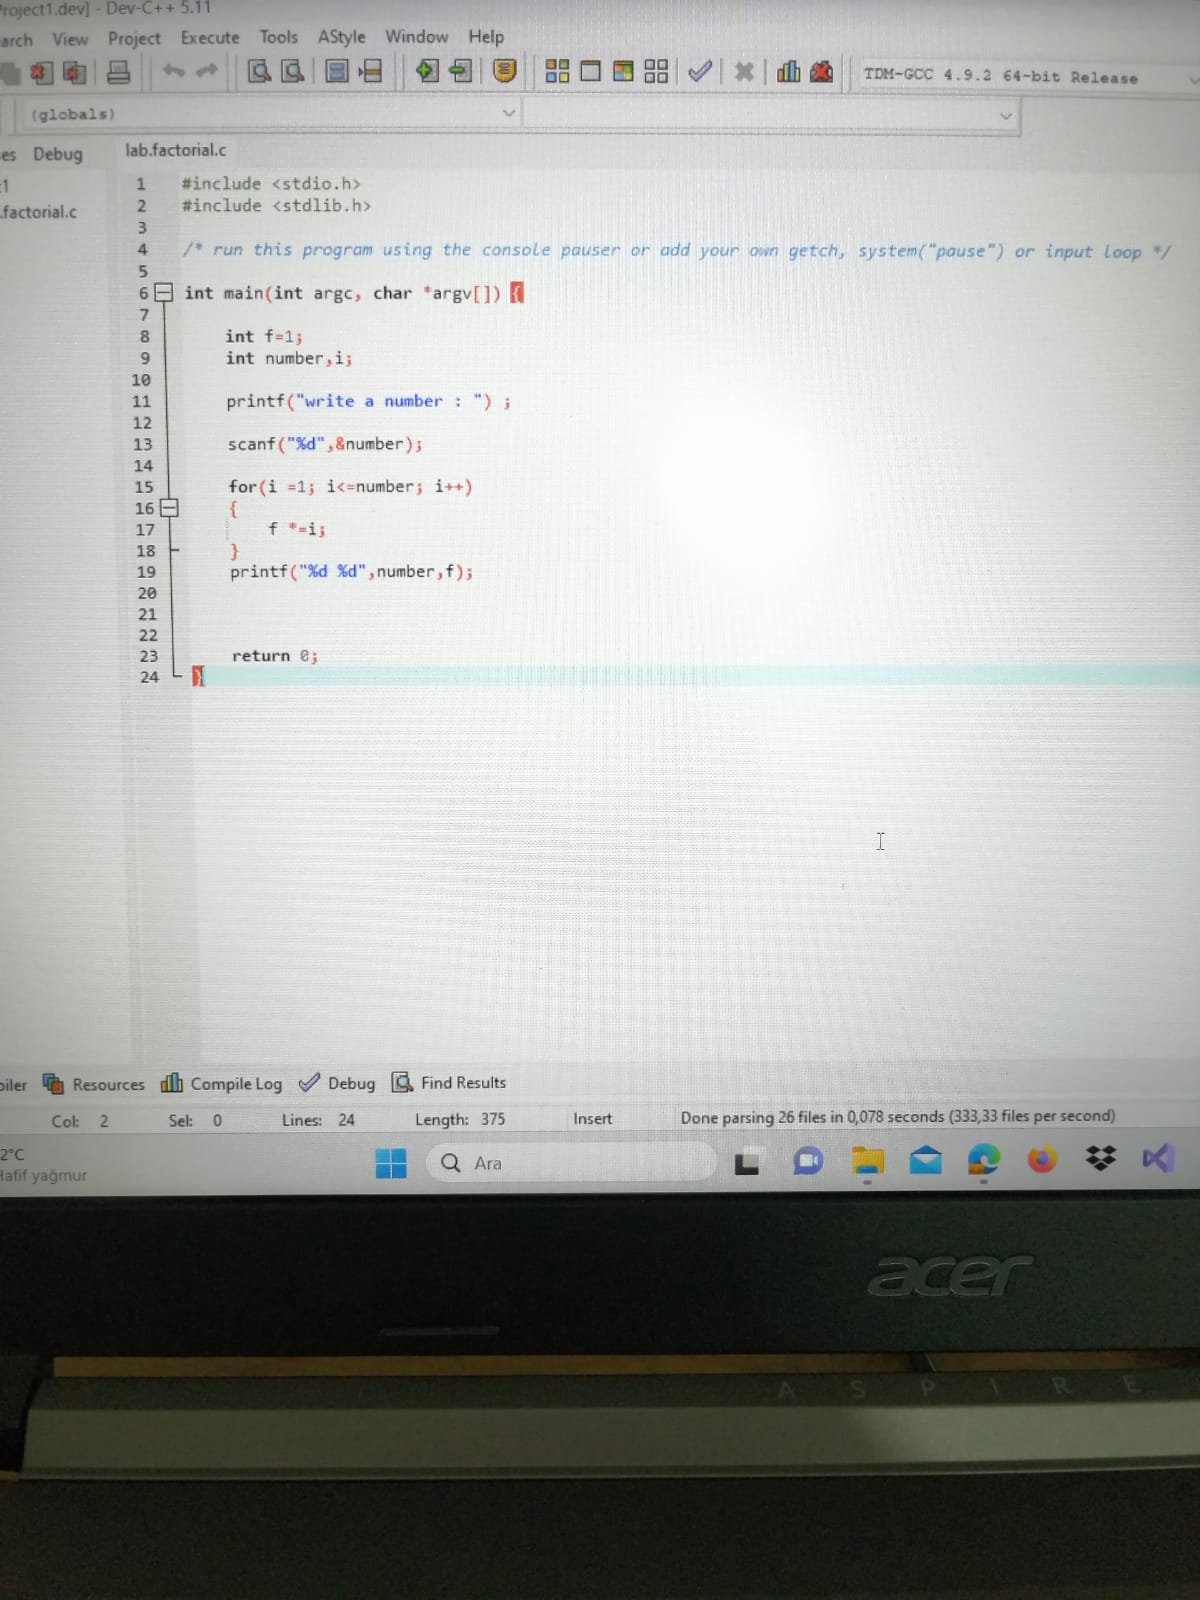 Project1.dev] - Dev-C++ 5.11
View Project Execute Tools AStyle Window Help
TDM-GCC 4.9.2 64-bit Release
(globals)
Debug lab.factorial.c
.factorial.c
1 #include <stdio.h>
2 #include <stdlib.h>
3
4 /* run this program using the console pauser or add your own getch, system("pause") or input loop */
5
6 int main(int argc, char *argv[]) {
7
8 int f=1;
9 int number,i;
10
11 printf("write a number : ") ;
12
13 scanf("%d",&number);
14
15 for(i =1; i<=number; i++)
16 {
17 f *=i;
18 }
19 printf("%d %d",number,f);
20
21
22
23 return 0;
24 }
Resources Compile Log Debug Find Results
Col: 2 Sel: 0 Lines: 24 Length: 375 Insert Done parsing 26 files in 0,078 seconds (333,33 files per second)
2°C
Hafif yağmur
Ara
acer
ASPIRE